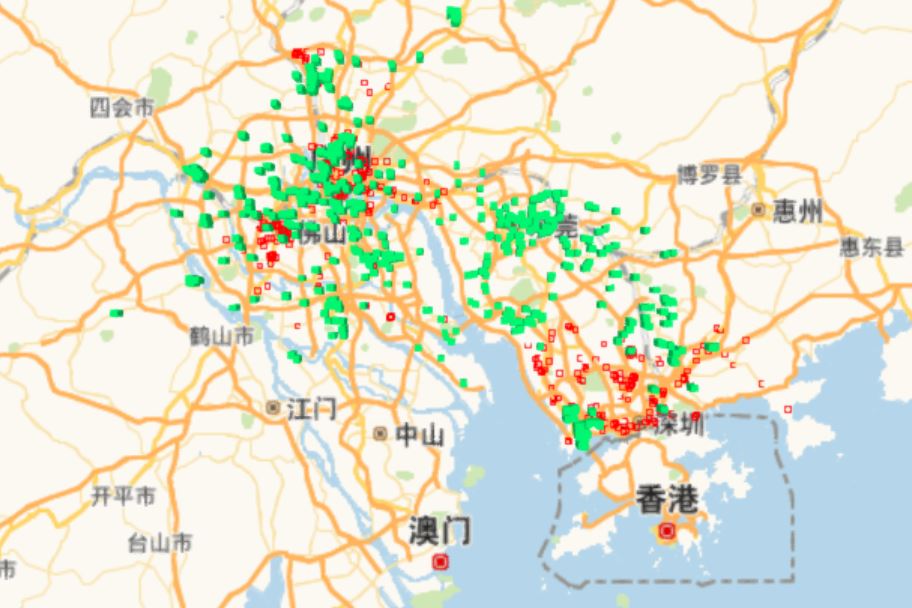 四会市
州
博罗县
惠州
佛山
莞
惠东县
鹤山市
江门
中山
深圳
开平市
香港
澳门
台山市
市